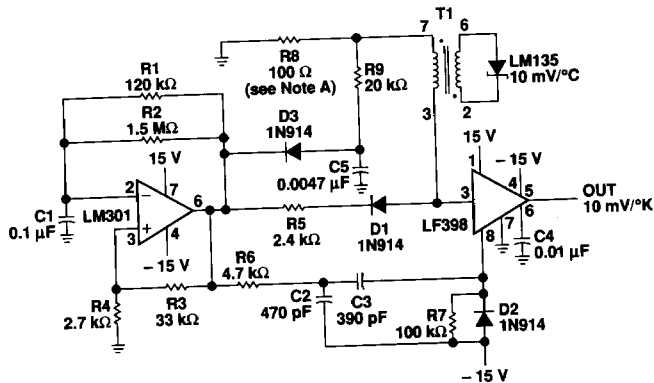 T1
7
6
R8
100 Ω
(see Note A)
R9
20 kΩ
LM135
10 mV/°C
3
2
R1
120 kΩ
R2
1.5 MΩ
D3
1N914
15 V
C5
0.0047 µF
15 V
– 15 V
2
–
7
6
LM301
3
+
4
– 15 V
C1
0.1 µF
R5
2.4 kΩ
D1
1N914
1
4
3
5
6
7
8
LF398
OUT
10 mV/°K
C4
0.01 µF
R6
4.7 kΩ
R4
2.7 kΩ
R3
33 kΩ
C2
470 pF
C3
390 pF
R7
100 kΩ
D2
1N914
– 15 V